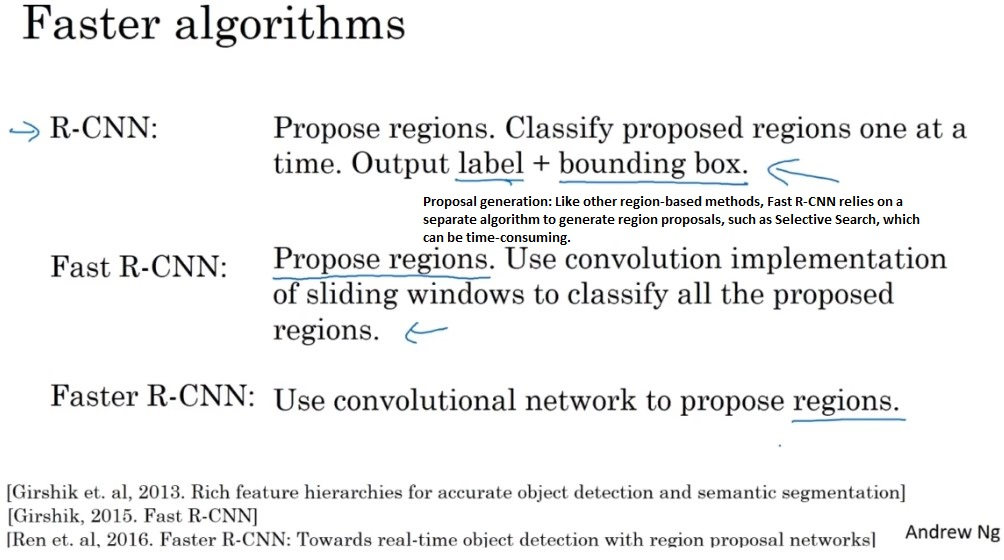 Faster algorithms
R-CNN: Propose regions. Classify proposed regions one at a
time. Output label + bounding box.
Proposal generation: Like other region-based methods, Fast R-CNN relies on a
separate algorithm to generate region proposals, such as Selective Search, which
can be time-consuming.
Fast R-CNN: Propose regions. Use convolution implementation
of sliding windows to classify all the proposed
regions.
Faster R-CNN: Use convolutional network to propose regions.
[Girshik et. al, 2013. Rich feature hierarchies for accurate object detection and semantic segmentation]
[Girshik, 2015. Fast R-CNN]
[Ren et. al, 2016. Faster R-CNN: Towards real-time object detection with region proposal networks]
Andrew Ng